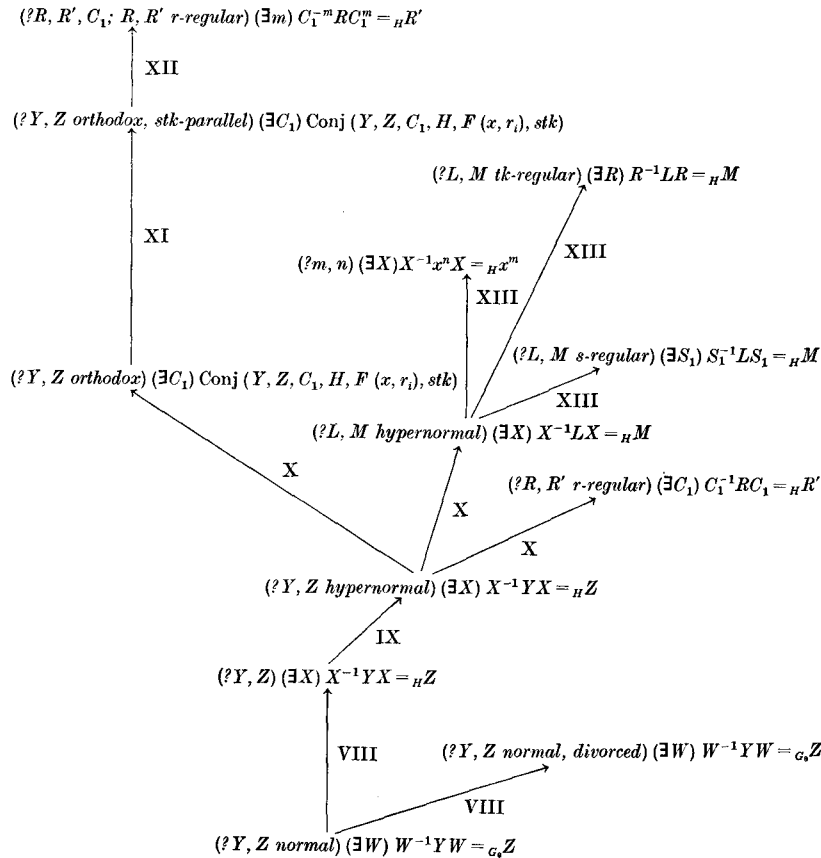 (?R, R′, C₁; R, R′ r-regular) (∃m) C₁⁻ᵐRC₁ᵐ = _H R′
XII
(?Y, Z orthodox, stk-parallel) (∃C₁) Conj (Y, Z, C₁, H, F (x, rᵢ), stk)
(?L, M tk-regular) (∃R) R⁻¹LR = _H M
XI
XIII
(?m, n) (∃X) X⁻¹xⁿX = _H xᵐ
XIII
(?L, M s-regular) (∃S₁) S₁⁻¹LS₁ = _H M
(?Y, Z orthodox) (∃C₁) Conj (Y, Z, C₁, H, F (x, rᵢ), stk)
XIII
(?L, M hypernormal) (∃X) X⁻¹LX = _H M
X
(?R, R′ r-regular) (∃C₁) C₁⁻¹RC₁ = _H R′
X
X
(?Y, Z hypernormal) (∃X) X⁻¹YX = _H Z
IX
(?Y, Z) (∃X) X⁻¹YX = _H Z
(?Y, Z normal, divorced) (∃W) W⁻¹YW = _G₀ Z
VIII
VIII
(?Y, Z normal) (∃W) W⁻¹YW = _G₀ Z